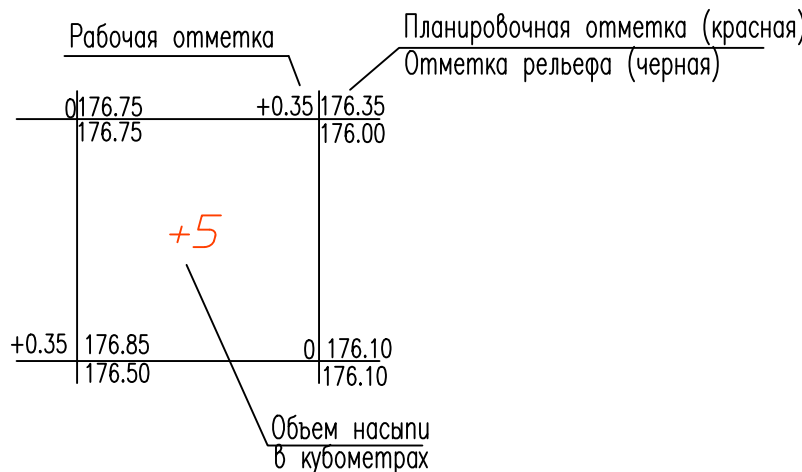 Рабочая отметка
Планировочная отметка (красная)
Отметка рельефа (черная)
0 176.75
176.75
+0.35 176.35
176.00
+5
+0.35 176.85
176.50
0 176.10
176.10
Объем насыпи
в кубометрах